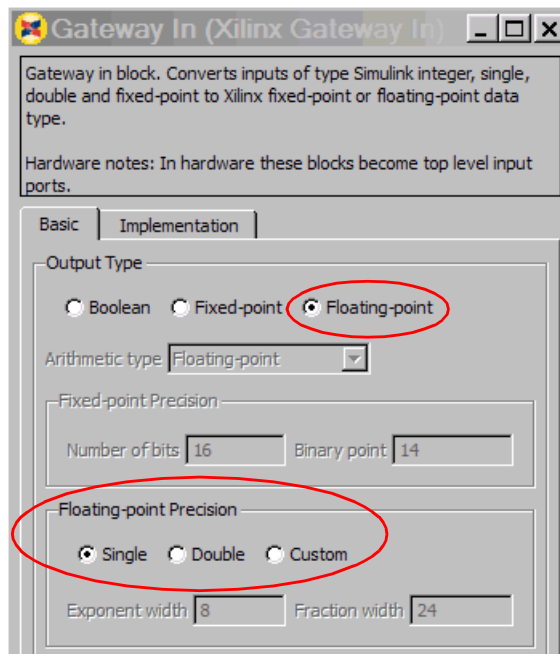 Gateway In (Xilinx Gateway In)
Gateway in block. Converts inputs of type Simulink integer, single,
double and fixed-point to Xilinx fixed-point or floating-point data
type.
Hardware notes: In hardware these blocks become top level input
ports.
Basic Implementation
Output Type
Boolean Fixed-point Floating-point
Arithmetic type Floating-point
Fixed-point Precision
Number of bits 16 Binary point 14
Floating-point Precision
Single Double Custom
Exponent width 8 Fraction width 24